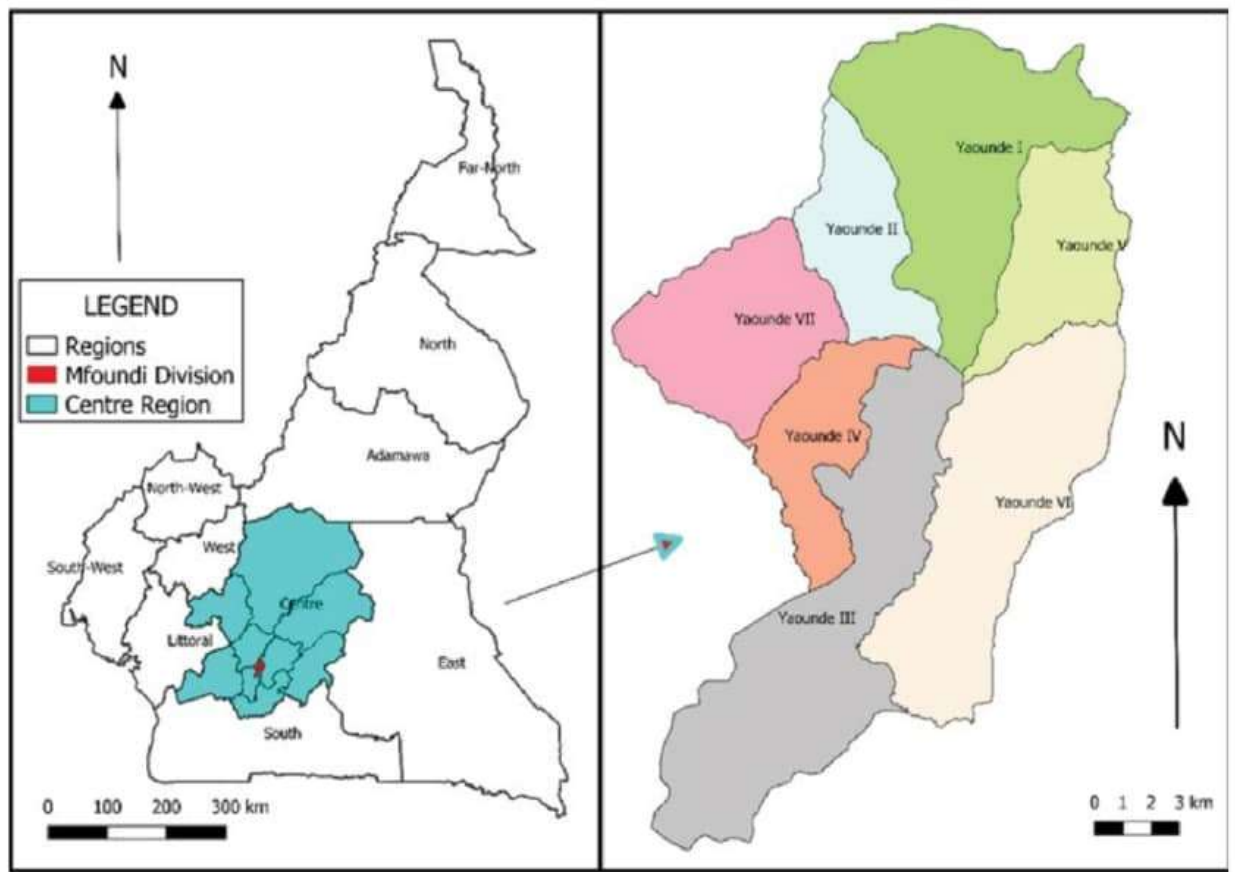 N
Far-North
LEGEND
Regions
Mfoundi Division
Centre Region
North
Adamawa
North-West
West
South-West
Centre
Littoral
East
South
0 100 200 300 km
Yaounde I
Yaounde II
Yaounde V
Yaounde VII
Yaounde IV
N
Yaounde VI
Yaounde III
0 1 2 3 km